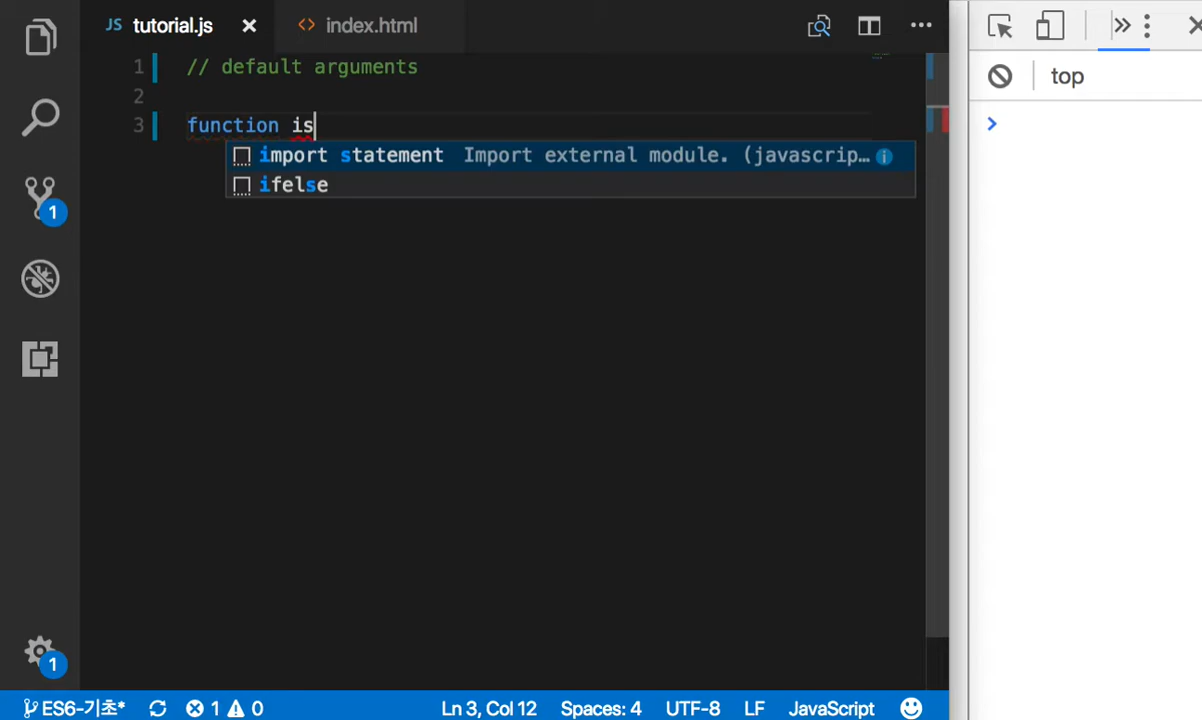 JS tutorial.js × <> index.html
top
1 // default arguments
2
3 function is
import statement Import external module. (javascrip…
ifelse
1
1
ES6-기초* 1 0 Ln 3, Col 12 Spaces: 4 UTF-8 LF JavaScript